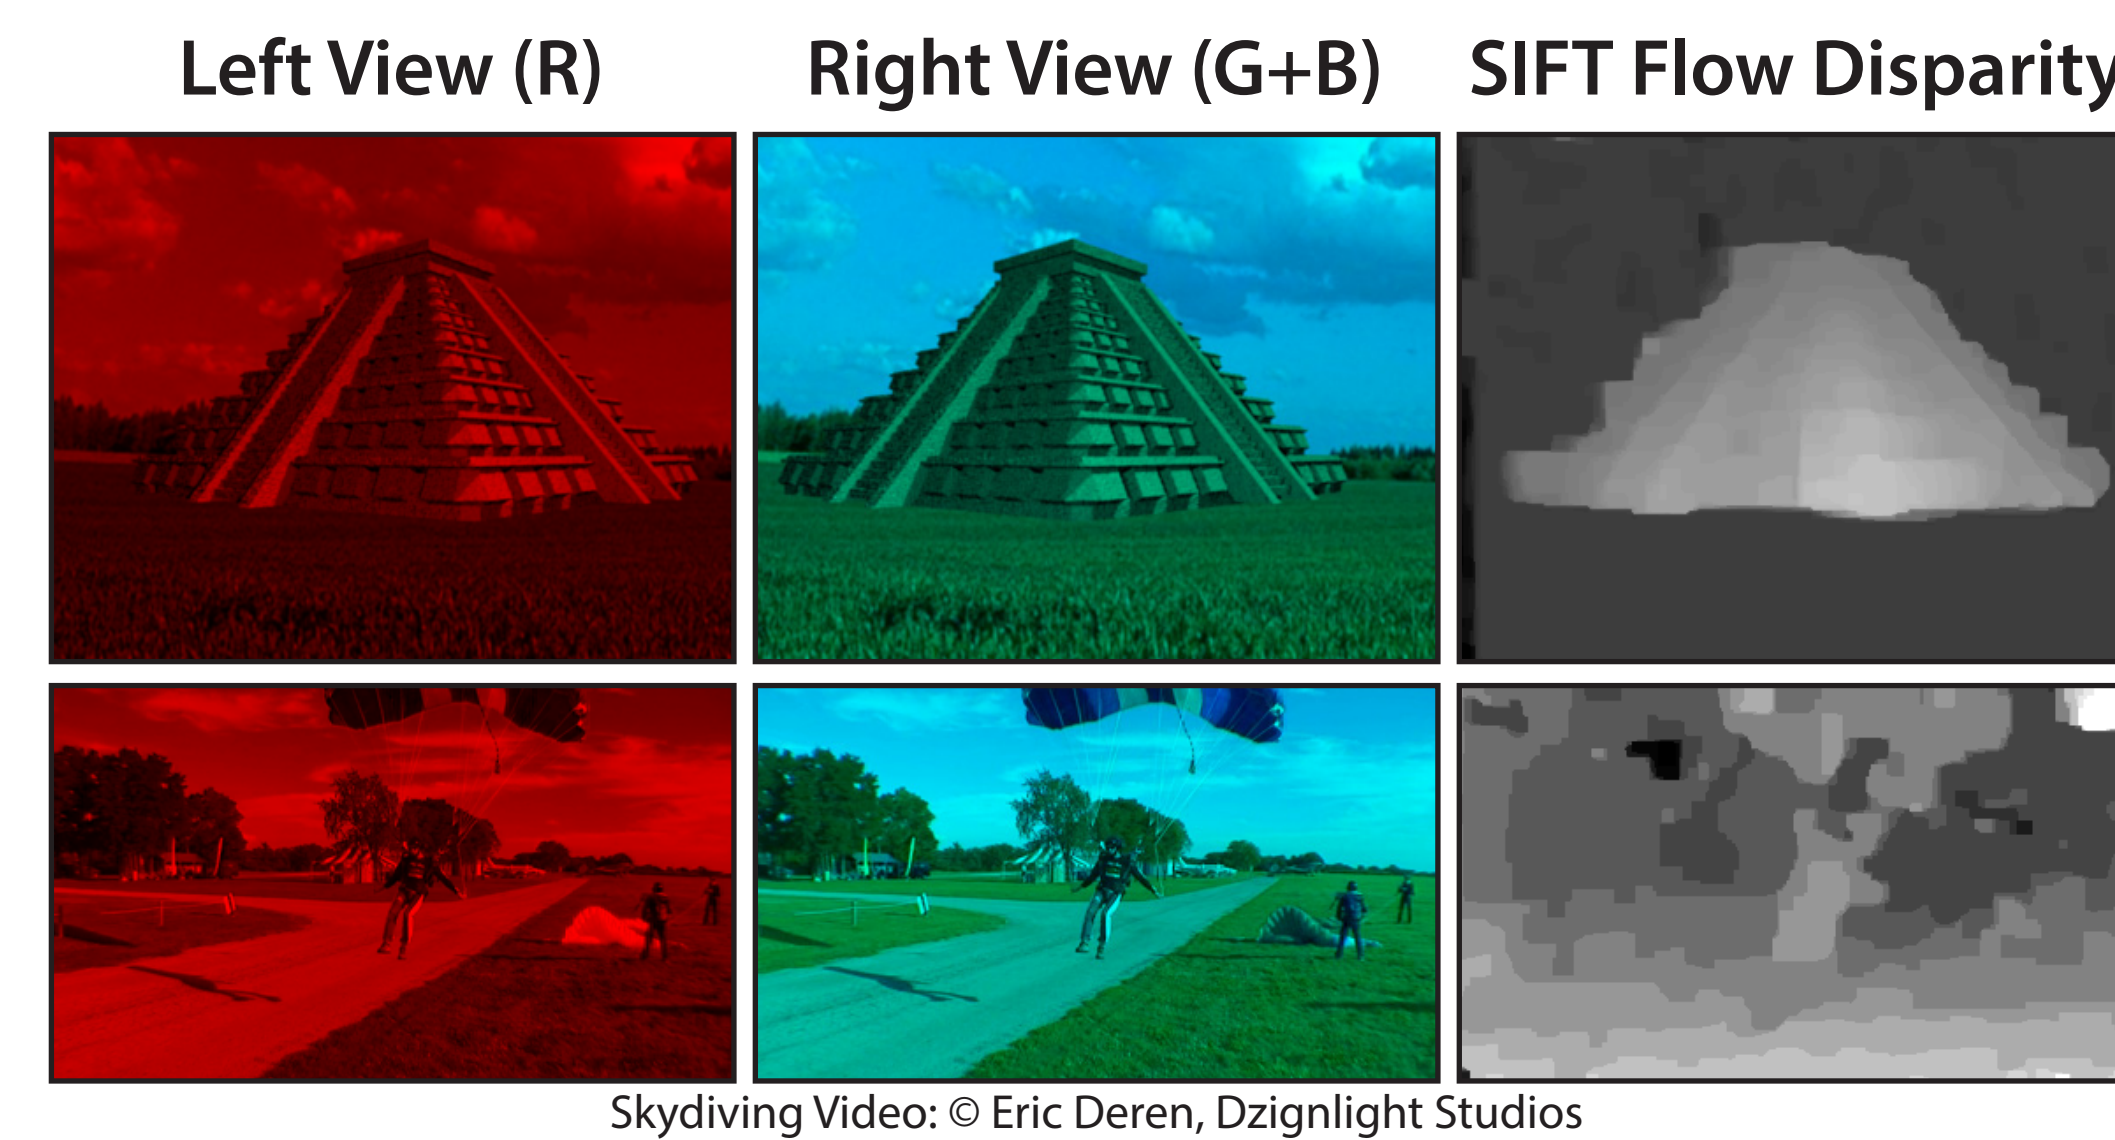 Left View (R) Right View (G+B) SIFT Flow Disparity
Skydiving Video: © Eric Deren, Dzignlight Studios